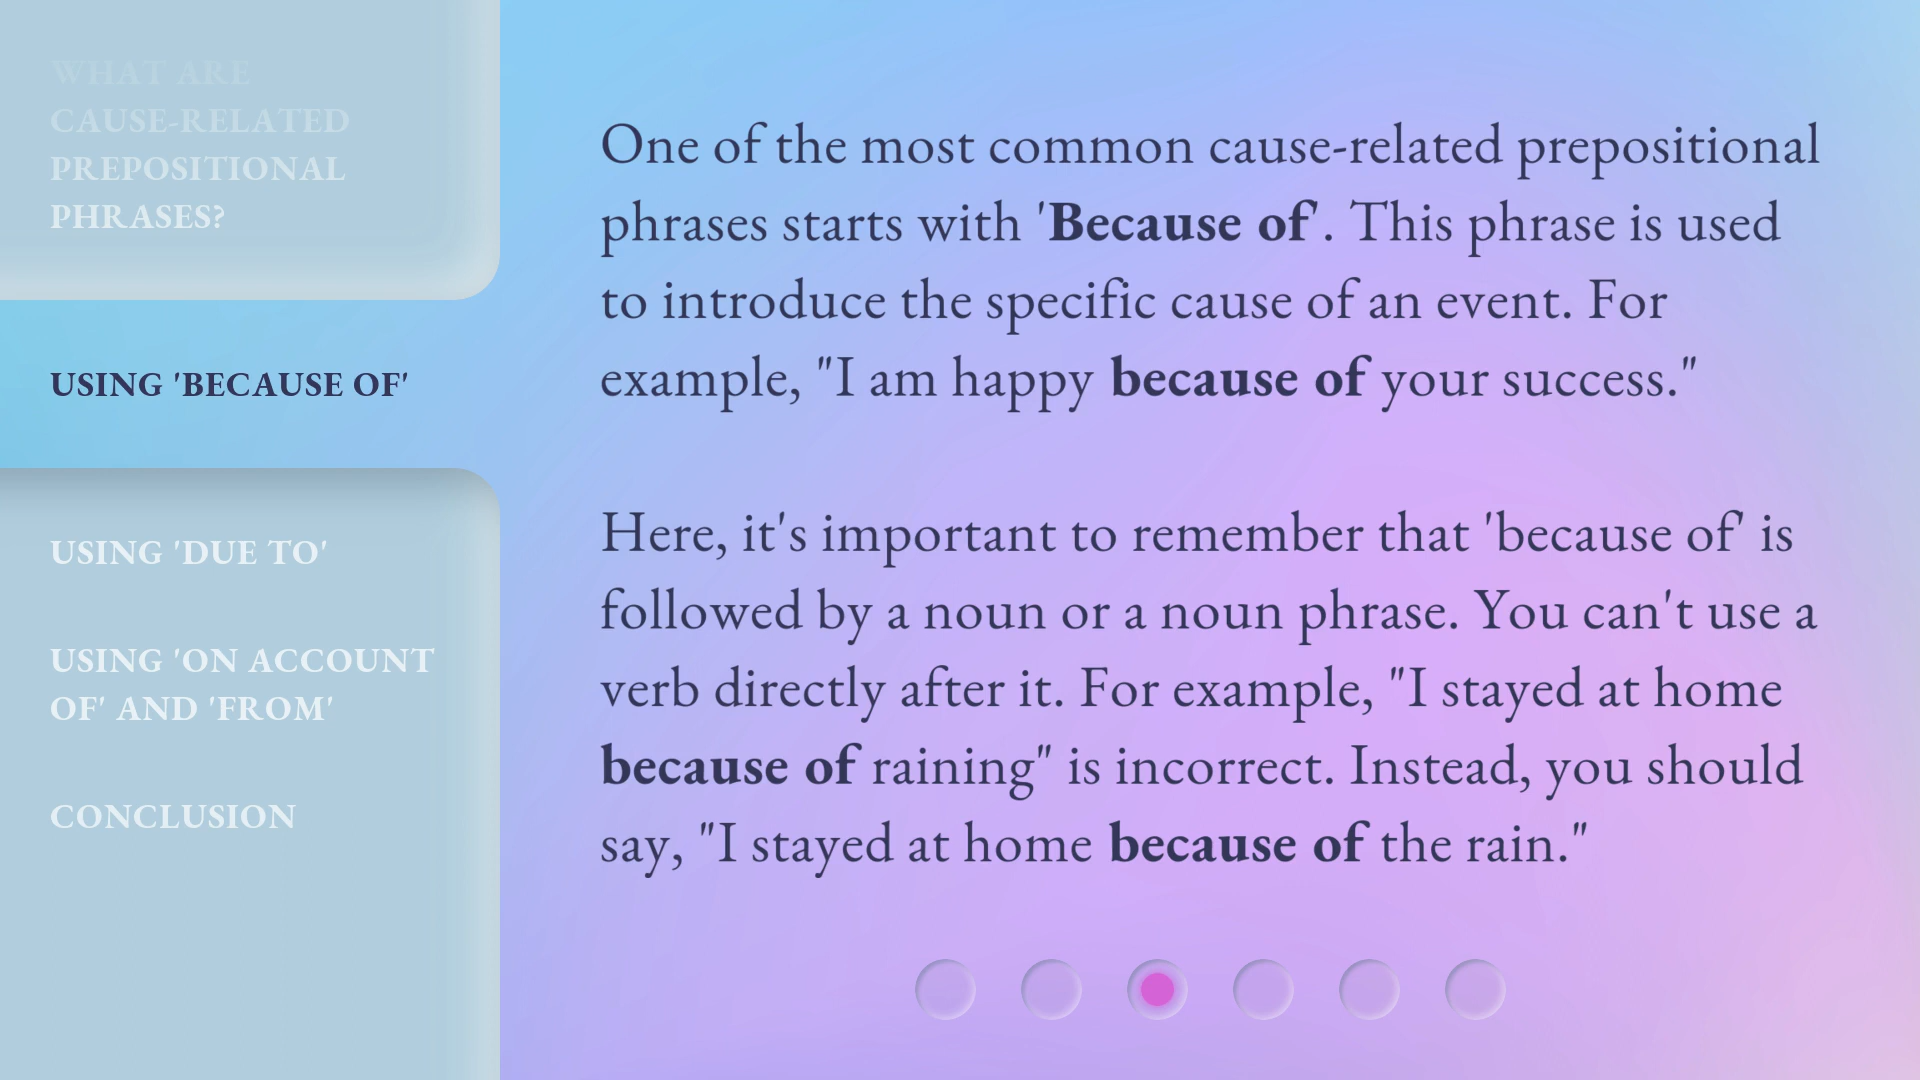 WHAT ARE
CAUSE-RELATED
PREPOSITIONAL
PHRASES?
USING 'BECAUSE OF'
USING 'DUE TO'
USING 'ON ACCOUNT
OF' AND 'FROM'
CONCLUSION
One of the most common cause-related prepositional
phrases starts with 'Because of'. This phrase is used
to introduce the specific cause of an event. For
example, "I am happy because of your success."
Here, it's important to remember that 'because of' is
followed by a noun or a noun phrase. You can't use a
verb directly after it. For example, "I stayed at home
because of raining" is incorrect. Instead, you should
say, "I stayed at home because of the rain."